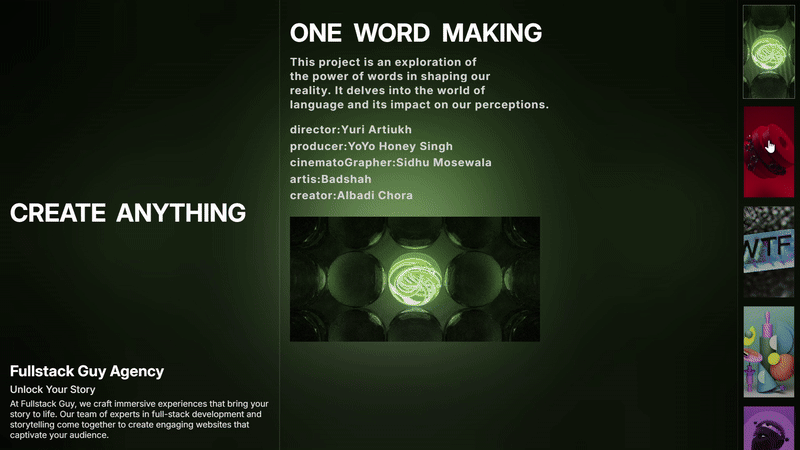 ONE WORD MAKING
This project is an exploration of
the power of words in shaping our
reality. It delves into the world of
language and its impact on our perceptions.
director:Yuri Artiukh
producer:YoYo Honey Singh
cinematoGrapher:Sidhu Mosewala
artis:Badshah
creator:Albadi Chora
CREATE ANYTHING
Fullstack Guy Agency
Unlock Your Story
At Fullstack Guy, we craft immersive experiences that bring your
story to life. Our team of experts in full-stack development and
storytelling come together to create engaging websites that
captivate your audience.
WTF